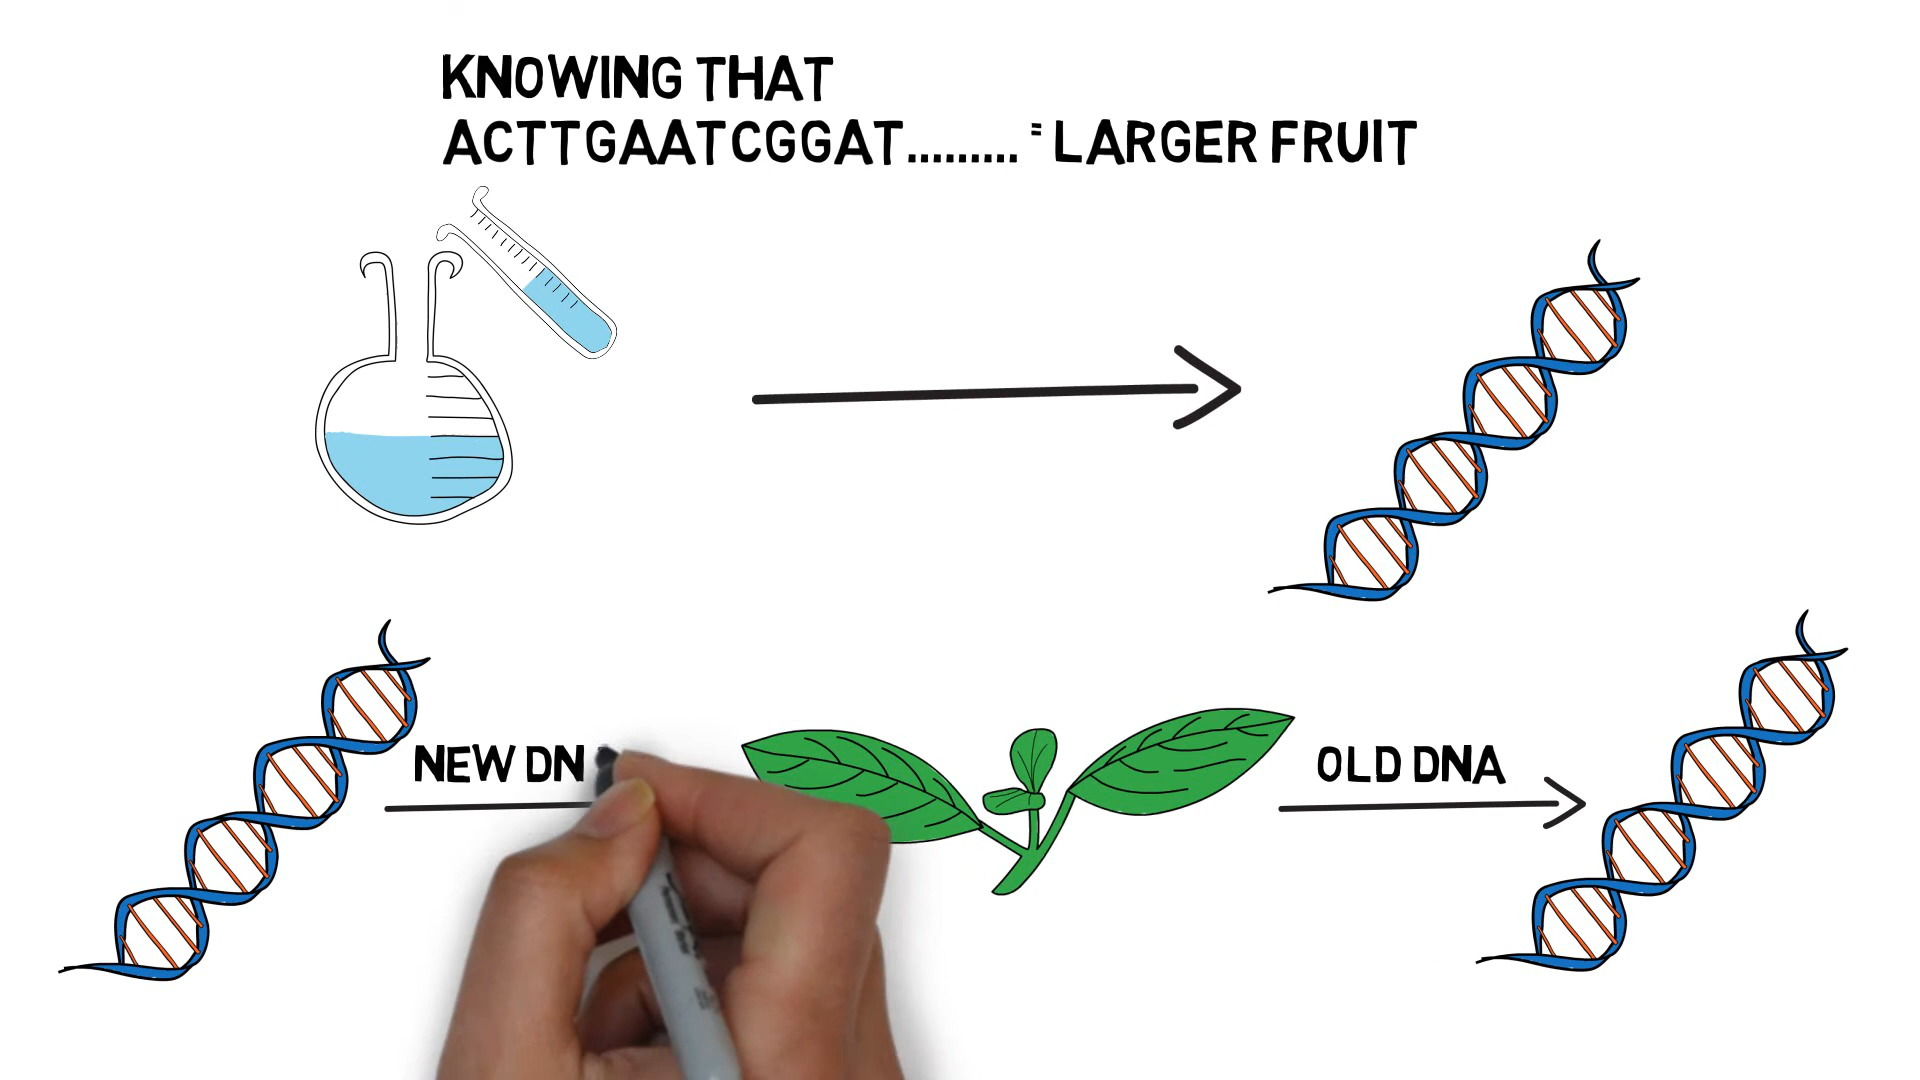 KNOWING THAT
ACTTGAATCGGAT......... = LARGER FRUIT
NEW DN
OLD DNA